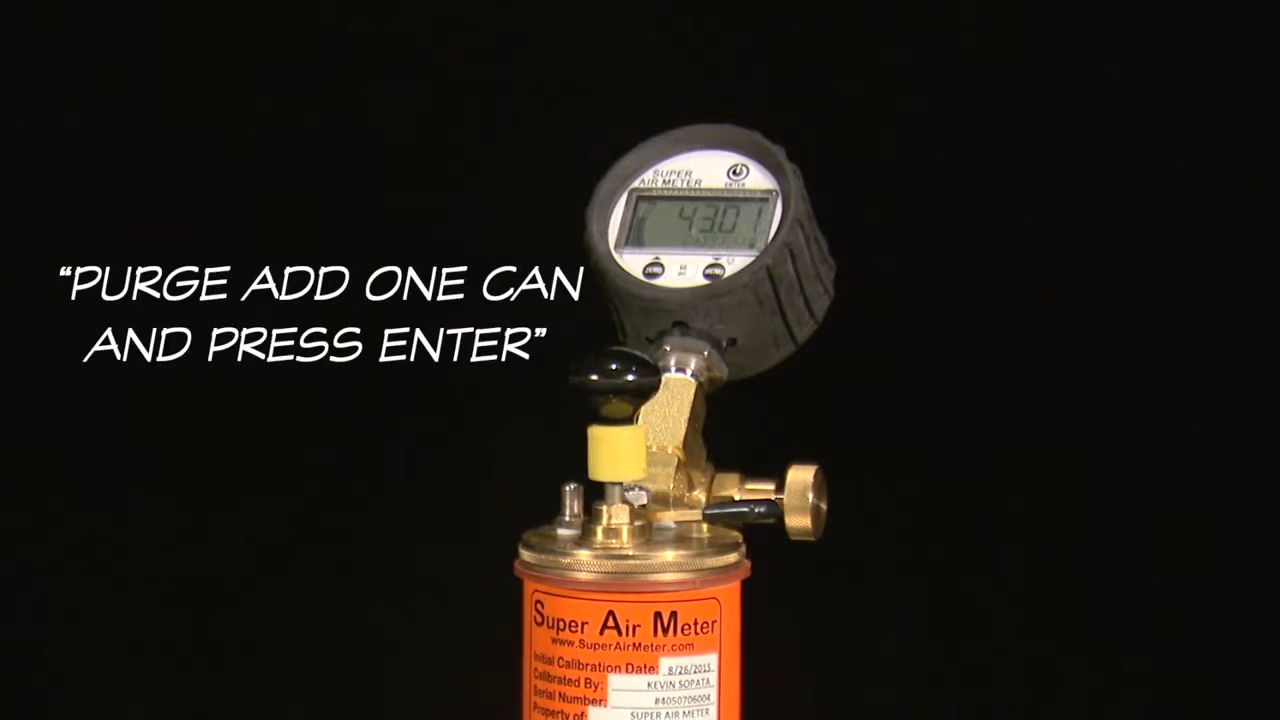 “PURGE ADD ONE CAN
AND PRESS ENTER”
SUPER
AIR METER
ENTER
43.01
ZERO
MENU
Super Air Meter
www.SuperAirMeter.com
Initial Calibration Date: 8/26/2015
Calibrated By: KEVIN SOPATA
Serial Number: #4050706004
Property of: SUPER AIR METER